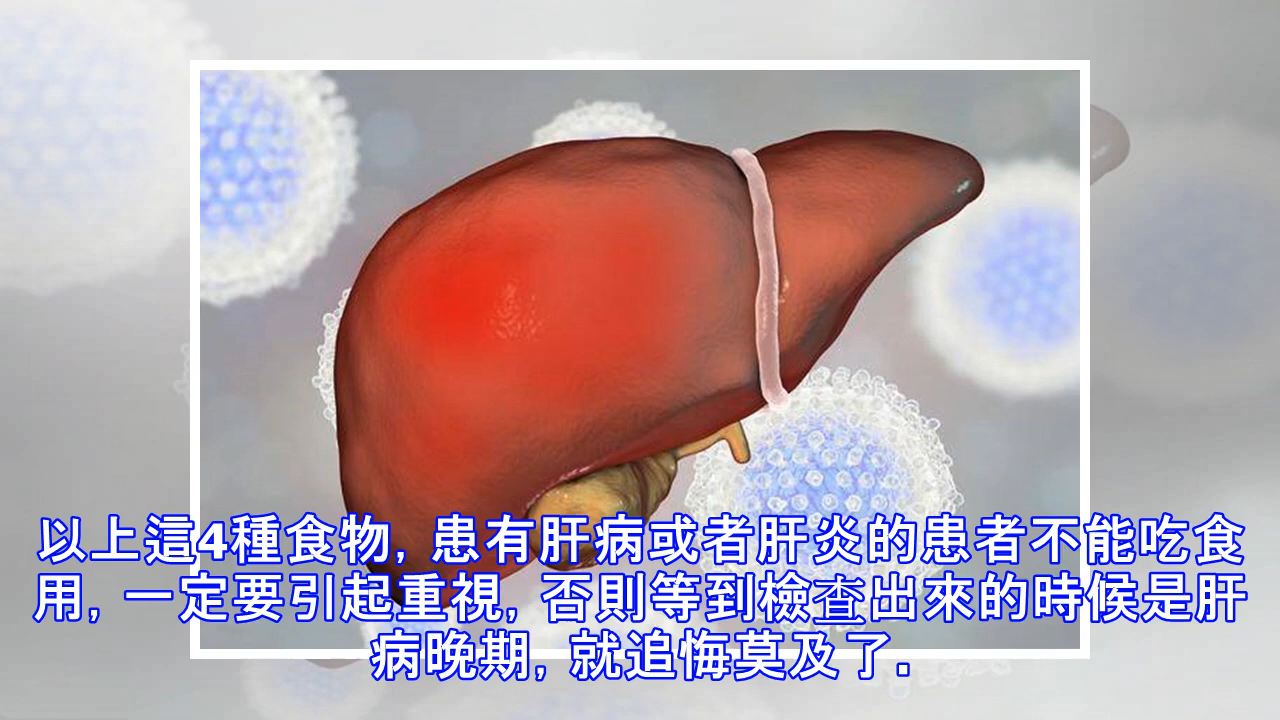 以上這4種食物, 患有肝病或者肝炎的患者不能吃食
用, 一定要引起重視, 否則等到檢查出來的時候是肝
病晚期, 就追悔莫及了.